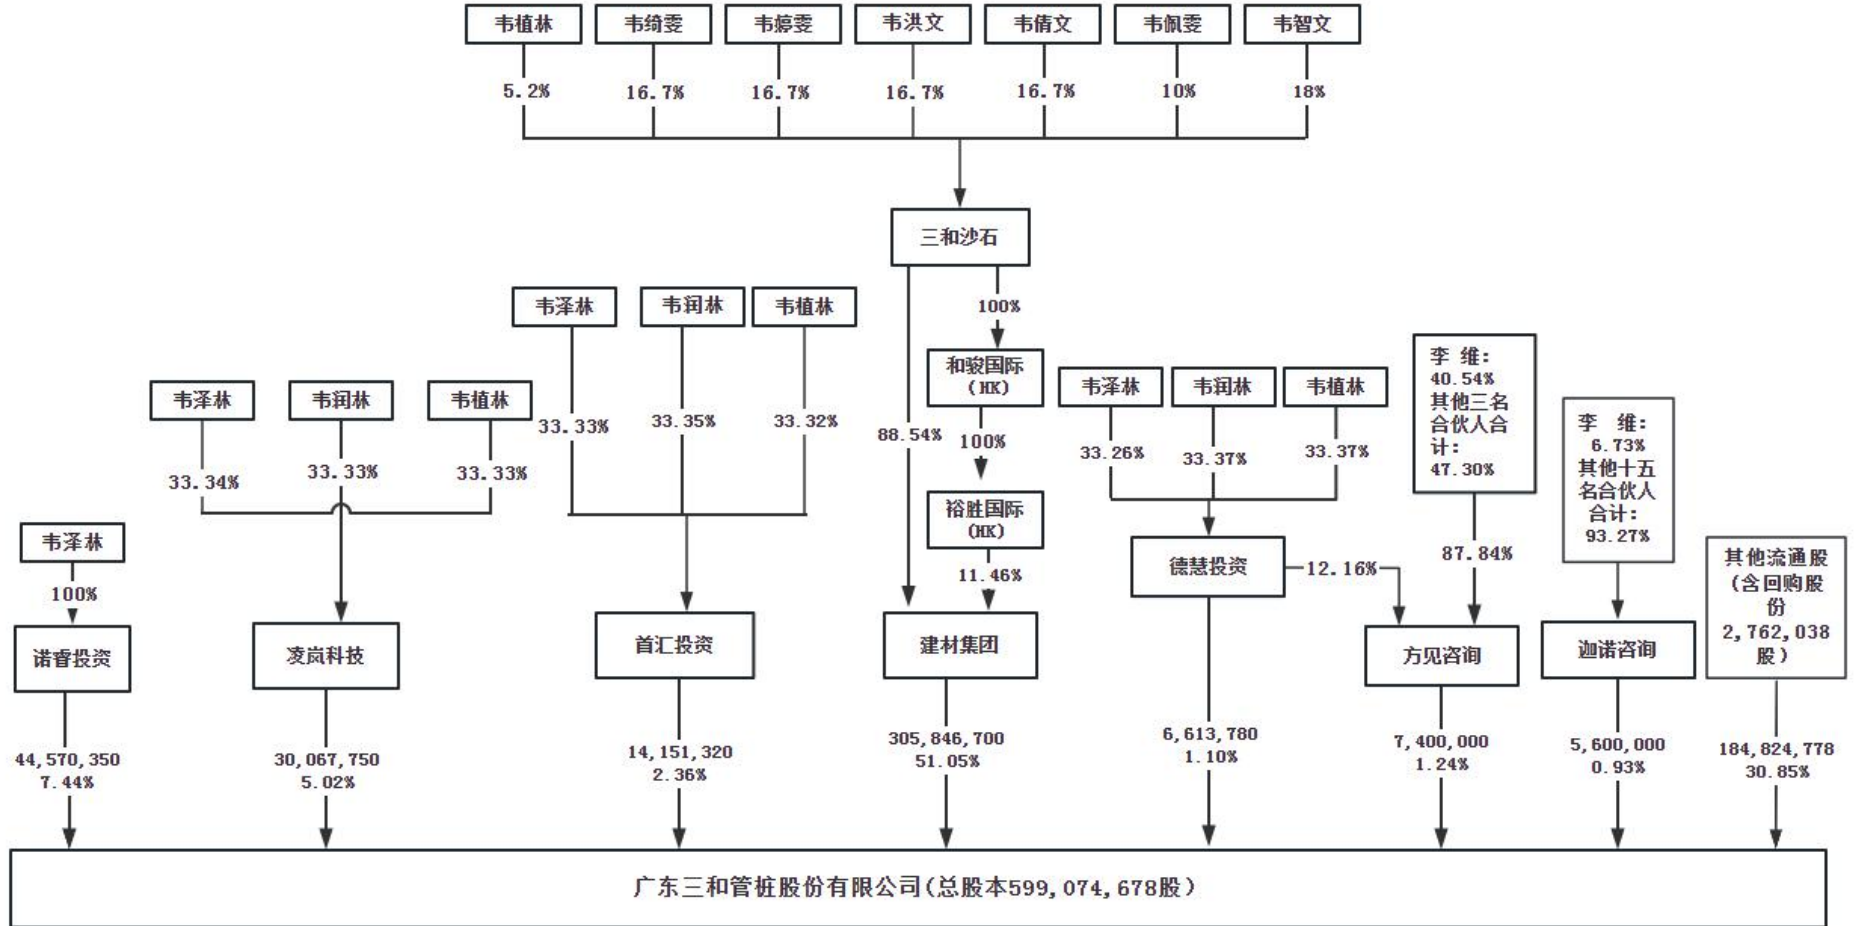 韦植林
韦绮雯
韦婷雯
韦洪文
韦倩文
韦佩雯
韦智文
5.2%
16.7%
16.7%
16.7%
16.7%
10%
18%
三和沙石
韦泽林
韦润林
韦植林
100%
和骏国际
(HK)
李 维：
40.54%
其他三名
合伙人合
计：
47.30%
韦泽林
韦润林
韦植林
韦泽林
韦润林
韦植林
李 维：
6.73%
其他十五
名合伙人
合计：
93.27%
33.33%
33.35%
33.32%
88.54%
100%
33.26%
33.37%
33.37%
33.34%
33.33%
33.33%
裕胜国际
(HK)
韦泽林
87.84%
其他流通股
(含回购股
份
2,762,038
股)
德慧投资
12.16%
11.46%
100%
诺睿投资
凌岚科技
首汇投资
建材集团
方见咨询
迦诺咨询
44,570,350
7.44%
30,067,750
5.02%
14,151,320
2.36%
305,846,700
51.05%
6,613,780
1.10%
7,400,000
1.24%
5,600,000
0.93%
184,824,778
30.85%
广东三和管桩股份有限公司(总股本599,074,678股)